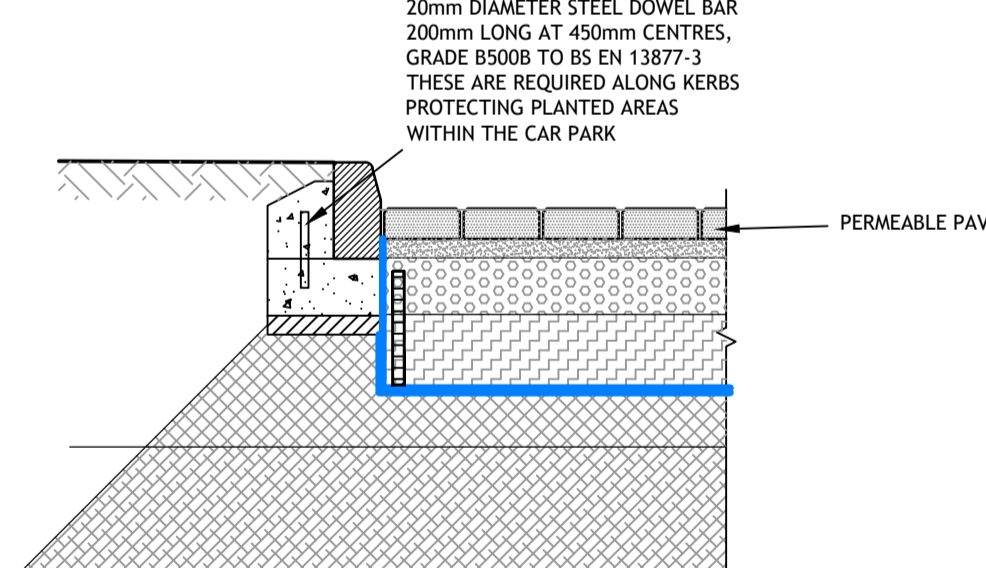 20mm DIAMETER STEEL DOWEL BAR
200mm LONG AT 450mm CENTRES,
GRADE B500B TO BS EN 13877-3
THESE ARE REQUIRED ALONG KERBS
PROTECTING PLANTED AREAS
WITHIN THE CAR PARK
PERMEABLE PAV